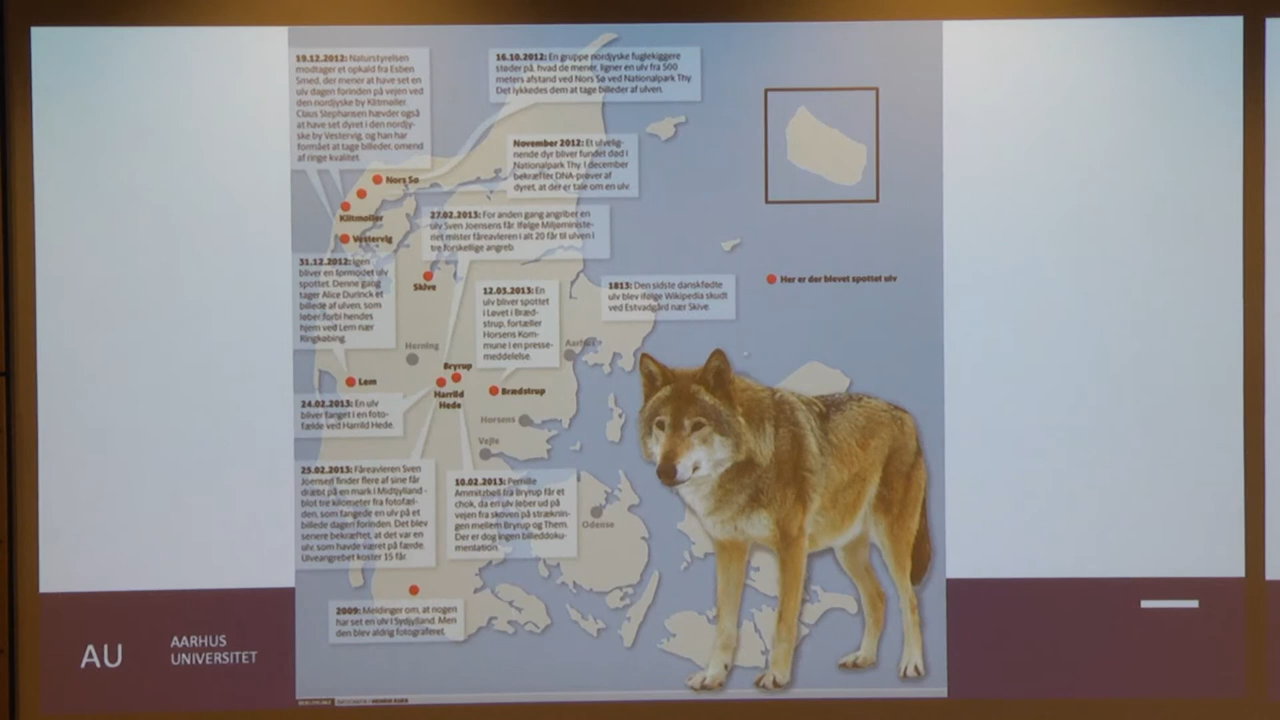 19.12.2012: Naturstyrelsen
modtager et opkald fra Esben
Smed, der mener at have set en
ulv dagen forinden på vejen ved
den nordjyske by Klitmøller.
Claus Stephansen hævder også
at have set dyret i den nordjy-
ske by Vestervig, og han har
formået at tage billeder, omend
af ringe kvalitet.
16.10.2012: En gruppe nordjyske fuglekiggere
støder på, hvad de mener, ligner en ulv fra 500
meters afstand ved Nors Sø ved Nationalpark Thy
Det lykkedes dem at tage billeder af ulven.
November 2012: Et ulvelig-
nende dyr bliver fundet død i
Nationalpark Thy. I december
bekræfter DNA-prøver af
dyret, at der er tale om en ulv.
Nors Sø
Klitmøller
Vestervig
27.02.2013: For anden gang angriber en
ulv Sven Joensens får. Ifølge Miljøministe-
riet mister fåreavleren i alt 20 får til ulven i
tre forskellige angreb.
31.12.2012: Igen
bliver en formodet ulv
spottet. Denne gang
tager Alice Durinck et
billede af ulven, som
løber forbi hendes
hjem ved Lem nær
Ringkøbing.
Skive
12.03.2013: En
ulv bliver spottet
i Løvet i Bræd-
strup, fortæller
Horsens Kom-
mune i en presse-
meddelelse.
1813: Den sidste danskfødte
ulv blev ifølge Wikipedia skudt
ved Estvadgård nær Skive.
Her er der blevet spottet ulv
Herning
Aarhus
Bryrup
Lem
Harrild
Hede
Brædstrup
24.02.2013: En ulv
bliver fanget i en foto-
fælde ved Harrild Hede.
Horsens
Vejle
25.02.2013: Fåreavleren Sven
Joensen finder flere af sine får
dræbt på en mark i Midtjylland -
blot tre kilometer fra fotofæl-
den, som fangede en ulv på et
billede dagen forinden. Det blev
senere bekræftet, at det var en
ulv, som havde været på færde.
Ulveangrebet koster 15 får.
10.02.2013: Pernille
Ammitzbøll fra Bryrup får et
chok, da en ulv løber ud på
vejen fra skoven på stræknin-
gen mellem Bryrup og Them.
Der er dog ingen billeddoku-
mentation.
Odense
2009: Meldinger om, at nogen
har set en ulv i Sydjylland. Men
den blev aldrig fotograferet.
AU
AARHUS
UNIVERSITET